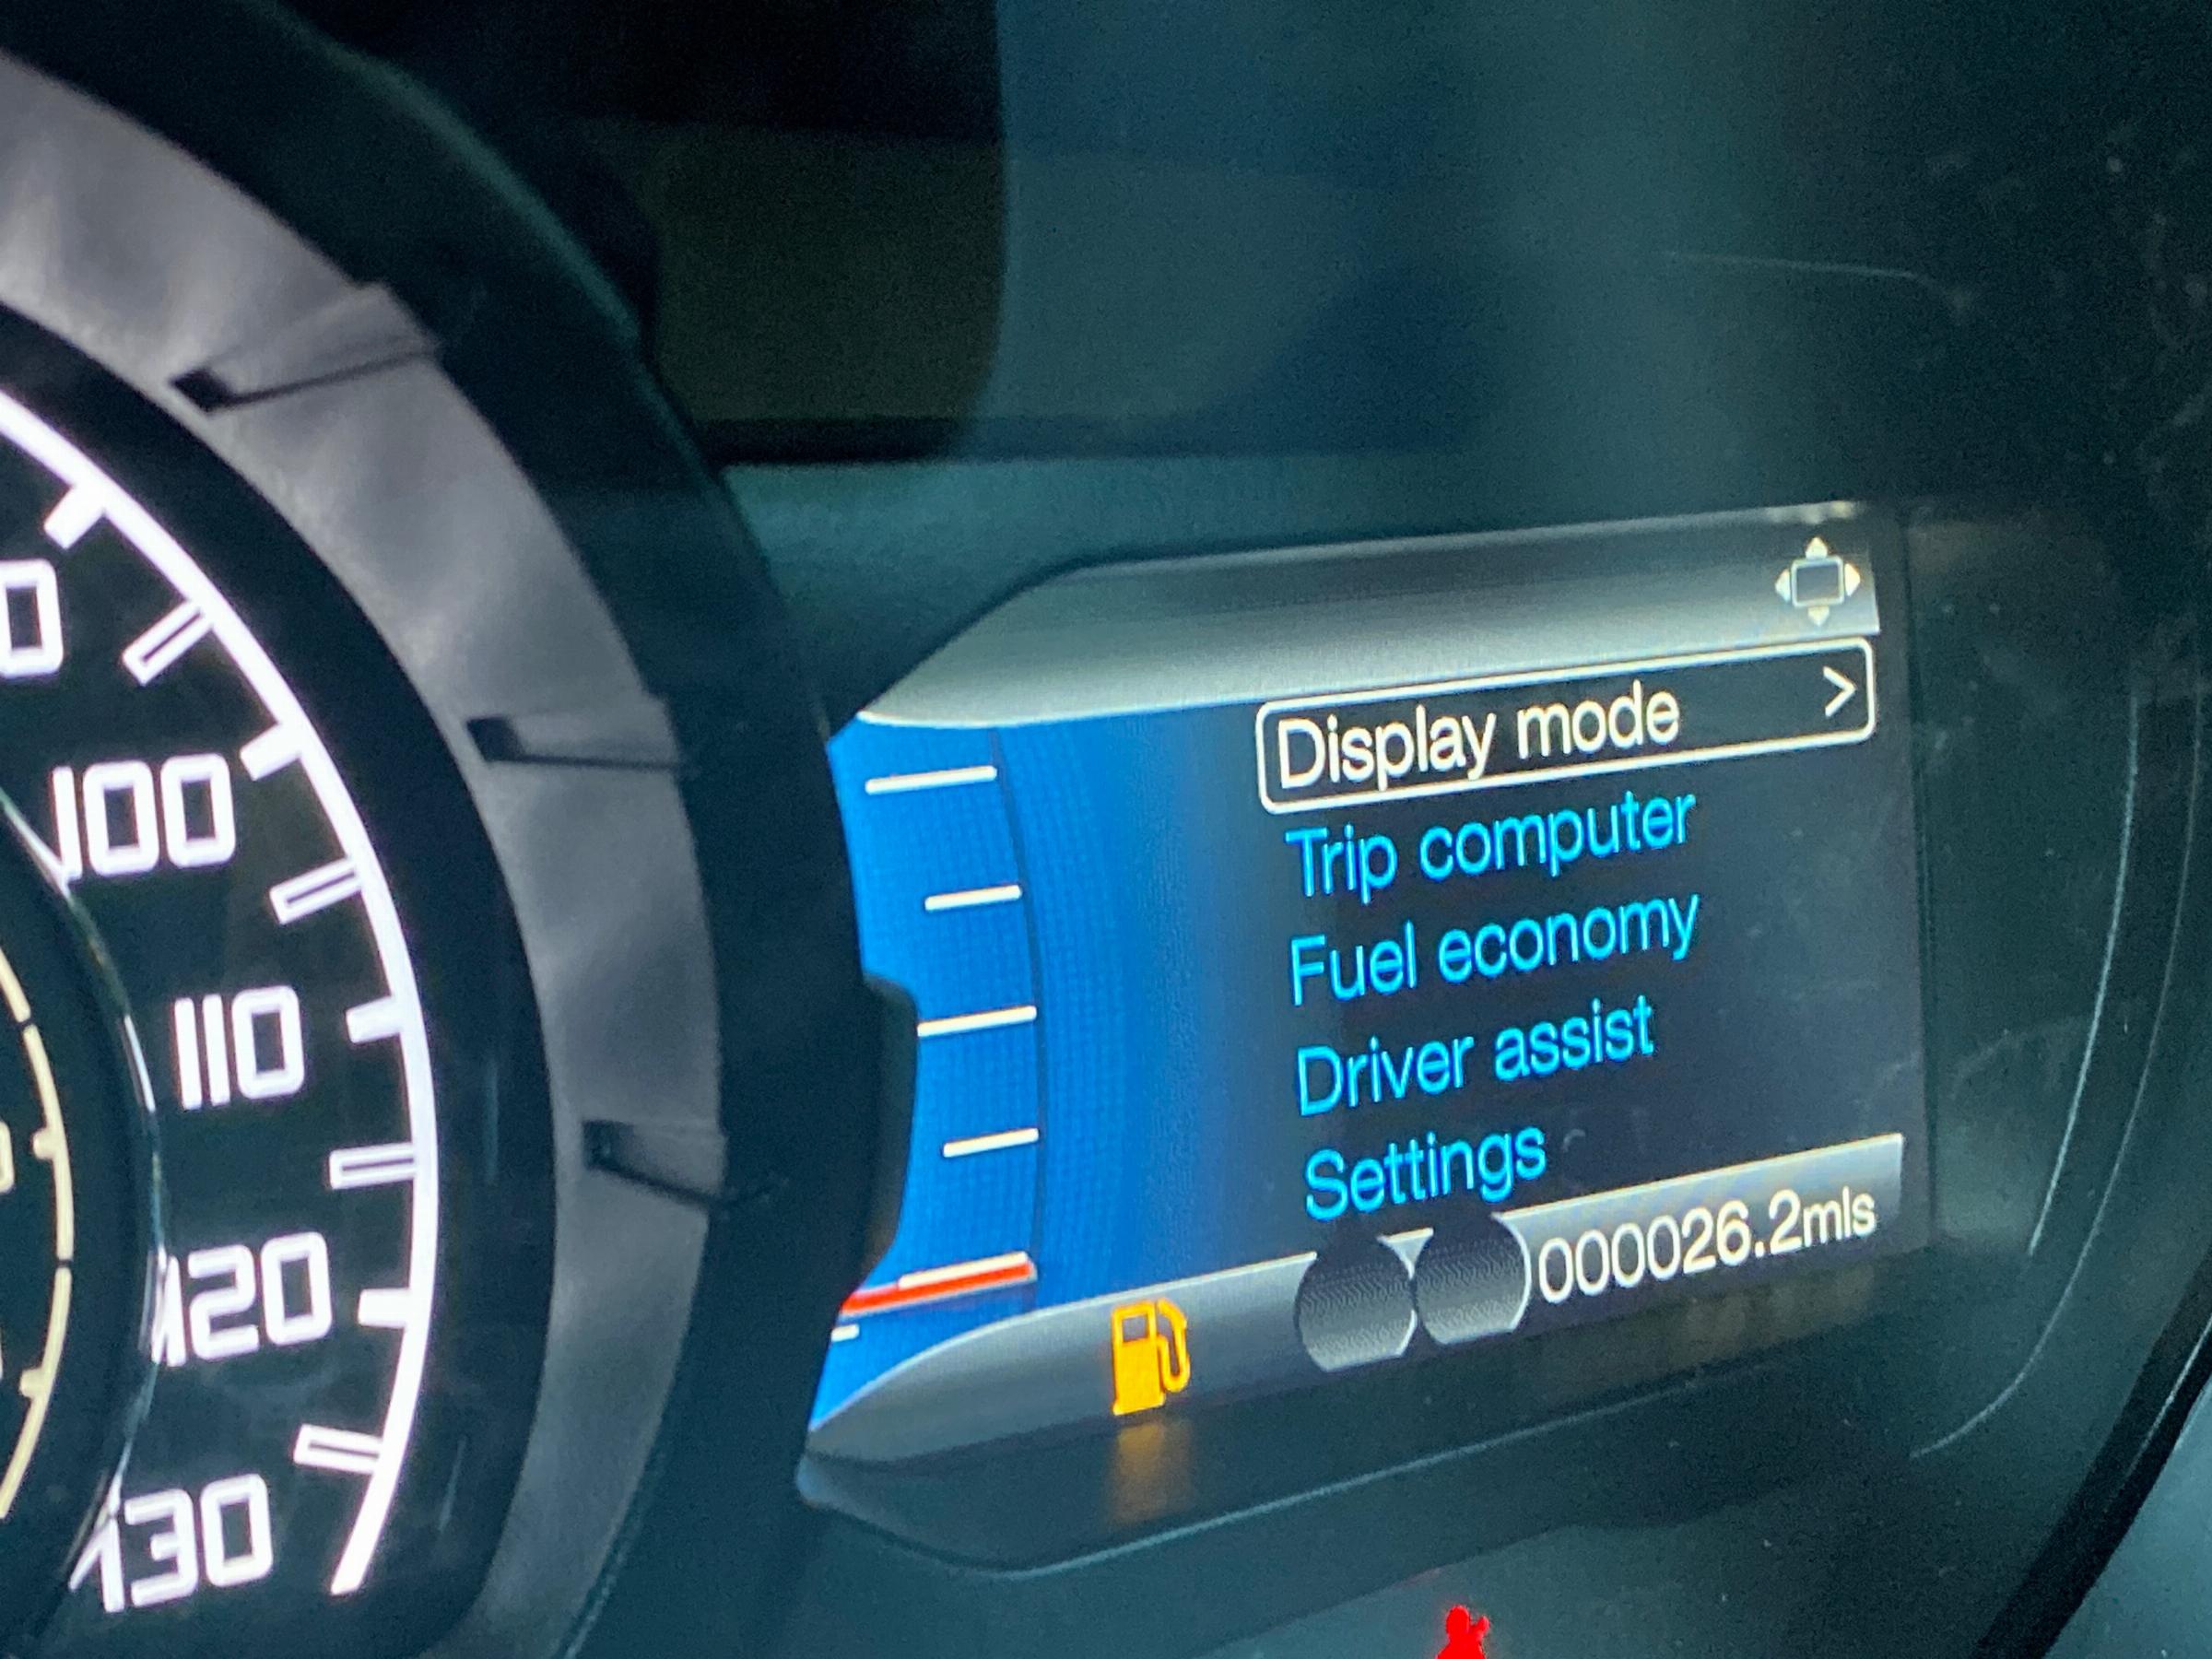 Display mode >
Trip computer
Fuel economy
Driver assist
Settings
000026.2mls
100
110
120
130